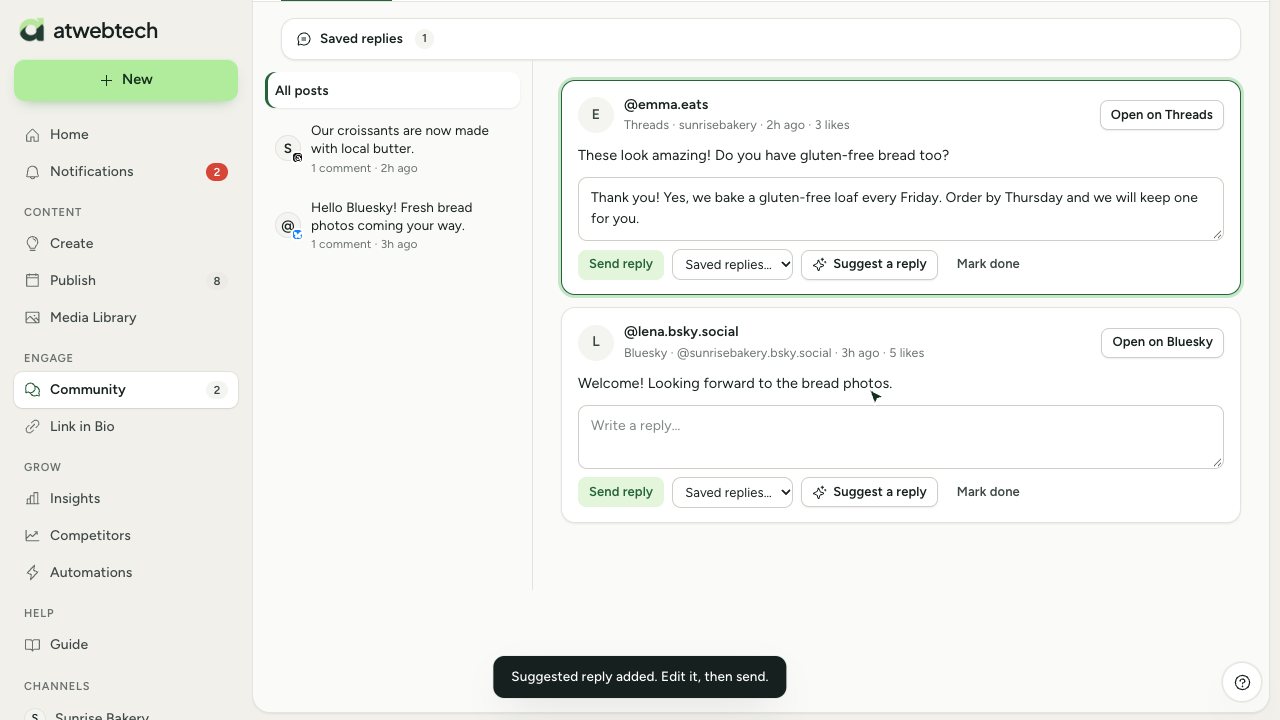 atwebtech
New
Home
Notifications 2
CONTENT
Create
Publish 8
Media Library
ENGAGE
Community 2
Link in Bio
GROW
Insights
Competitors
Automations
HELP
Guide
CHANNELS
S Sunrise Bakery
Saved replies 1
All posts
S
Our croissants are now made
with local butter.
1 comment · 2h ago
@
Hello Bluesky! Fresh bread
photos coming your way.
1 comment · 3h ago
E
@emma.eats
Threads · sunrisebakery · 2h ago · 3 likes
Open on Threads
These look amazing! Do you have gluten-free bread too?
Thank you! Yes, we bake a gluten-free loaf every Friday. Order by Thursday and we will keep one
for you.
Send reply Saved replies... Suggest a reply Mark done
L
@lena.bsky.social
Bluesky · @sunrisebakery.bsky.social · 3h ago · 5 likes
Open on Bluesky
Welcome! Looking forward to the bread photos.
Write a reply...
Send reply Saved replies... Suggest a reply Mark done
Suggested reply added. Edit it, then send.